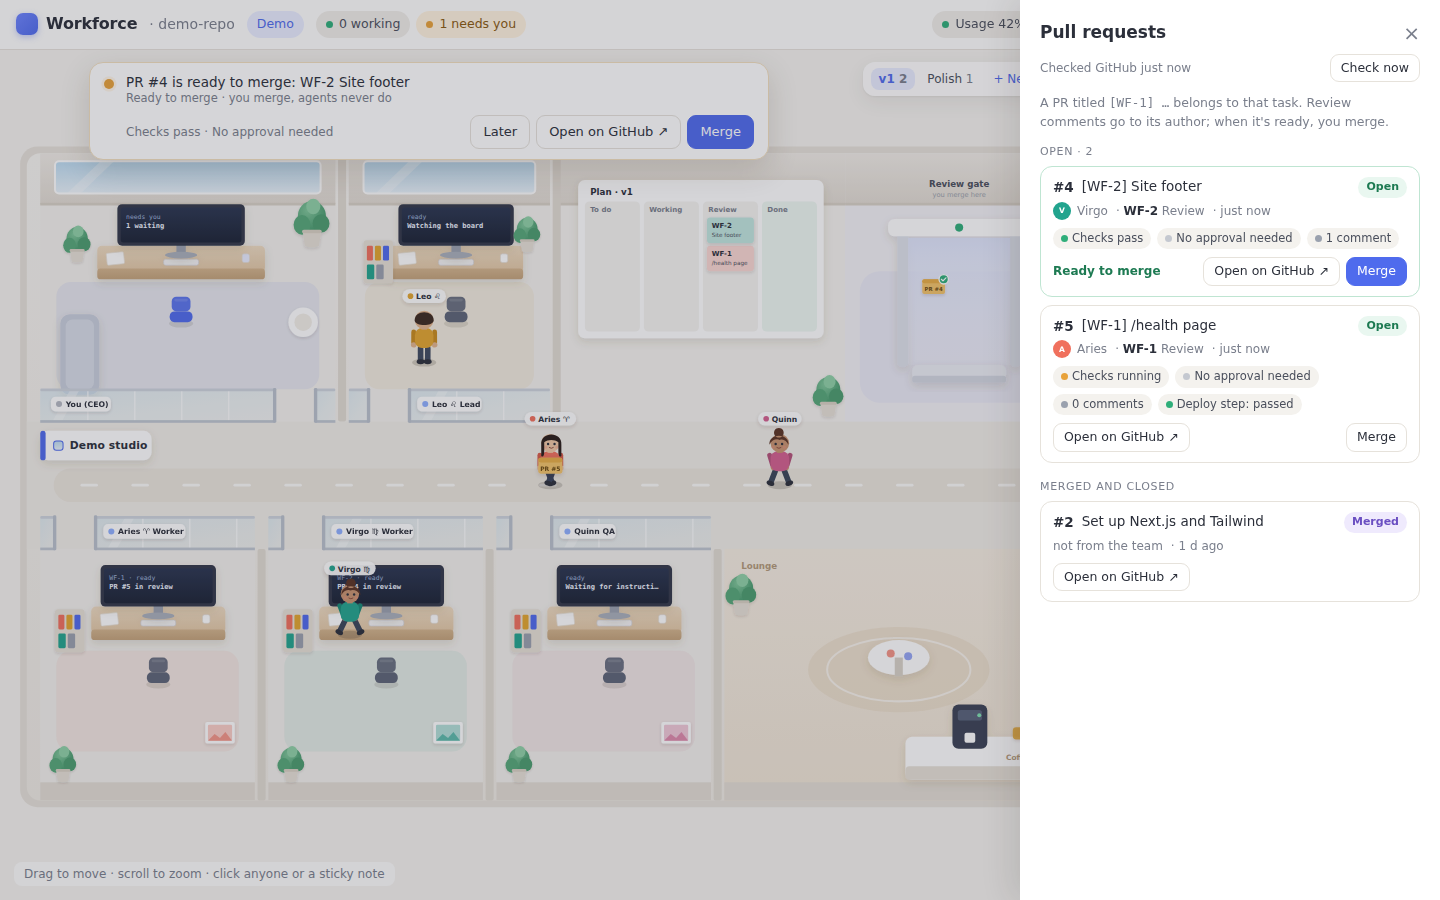 Workforce · demo-repo Demo 0 working 1 needs you Usage 42%
PR #4 is ready to merge: WF-2 Site footer
Ready to merge · you merge, agents never do
Checks pass · No approval needed Later Open on GitHub ↗ Merge
v1 2 Polish 1 + Ne
needs you
1 waiting
ready
Watching the board
Plan · v1
To do Working Review Done
WF-2
Site footer
WF-1
/health page
Review gate
you merge here
PR #4
Leo ♌
You (CEO)
Leo ♌ Lead
Aries ♈
Quinn
PR #5
Demo studio
Aries ♈ Worker
Virgo ♍ Worker
Quinn QA
WF-1 · ready
PR #5 in review
Virgo ♍
ready
in review
ready
Waiting for instructi…
Lounge
Cof
Drag to move · scroll to zoom · click anyone or a sticky note
Pull requests ×
Checked GitHub just now Check now
A PR titled [WF-1] … belongs to that task. Review
comments go to its author; when it's ready, you merge.
OPEN · 2
#4 [WF-2] Site footer Open
V Virgo · WF-2 Review · just now
Checks pass No approval needed 1 comment
Ready to merge Open on GitHub ↗ Merge
#5 [WF-1] /health page Open
A Aries · WF-1 Review · just now
Checks running No approval needed
0 comments Deploy step: passed
Open on GitHub ↗ Merge
MERGED AND CLOSED
#2 Set up Next.js and Tailwind Merged
not from the team · 1 d ago
Open on GitHub ↗